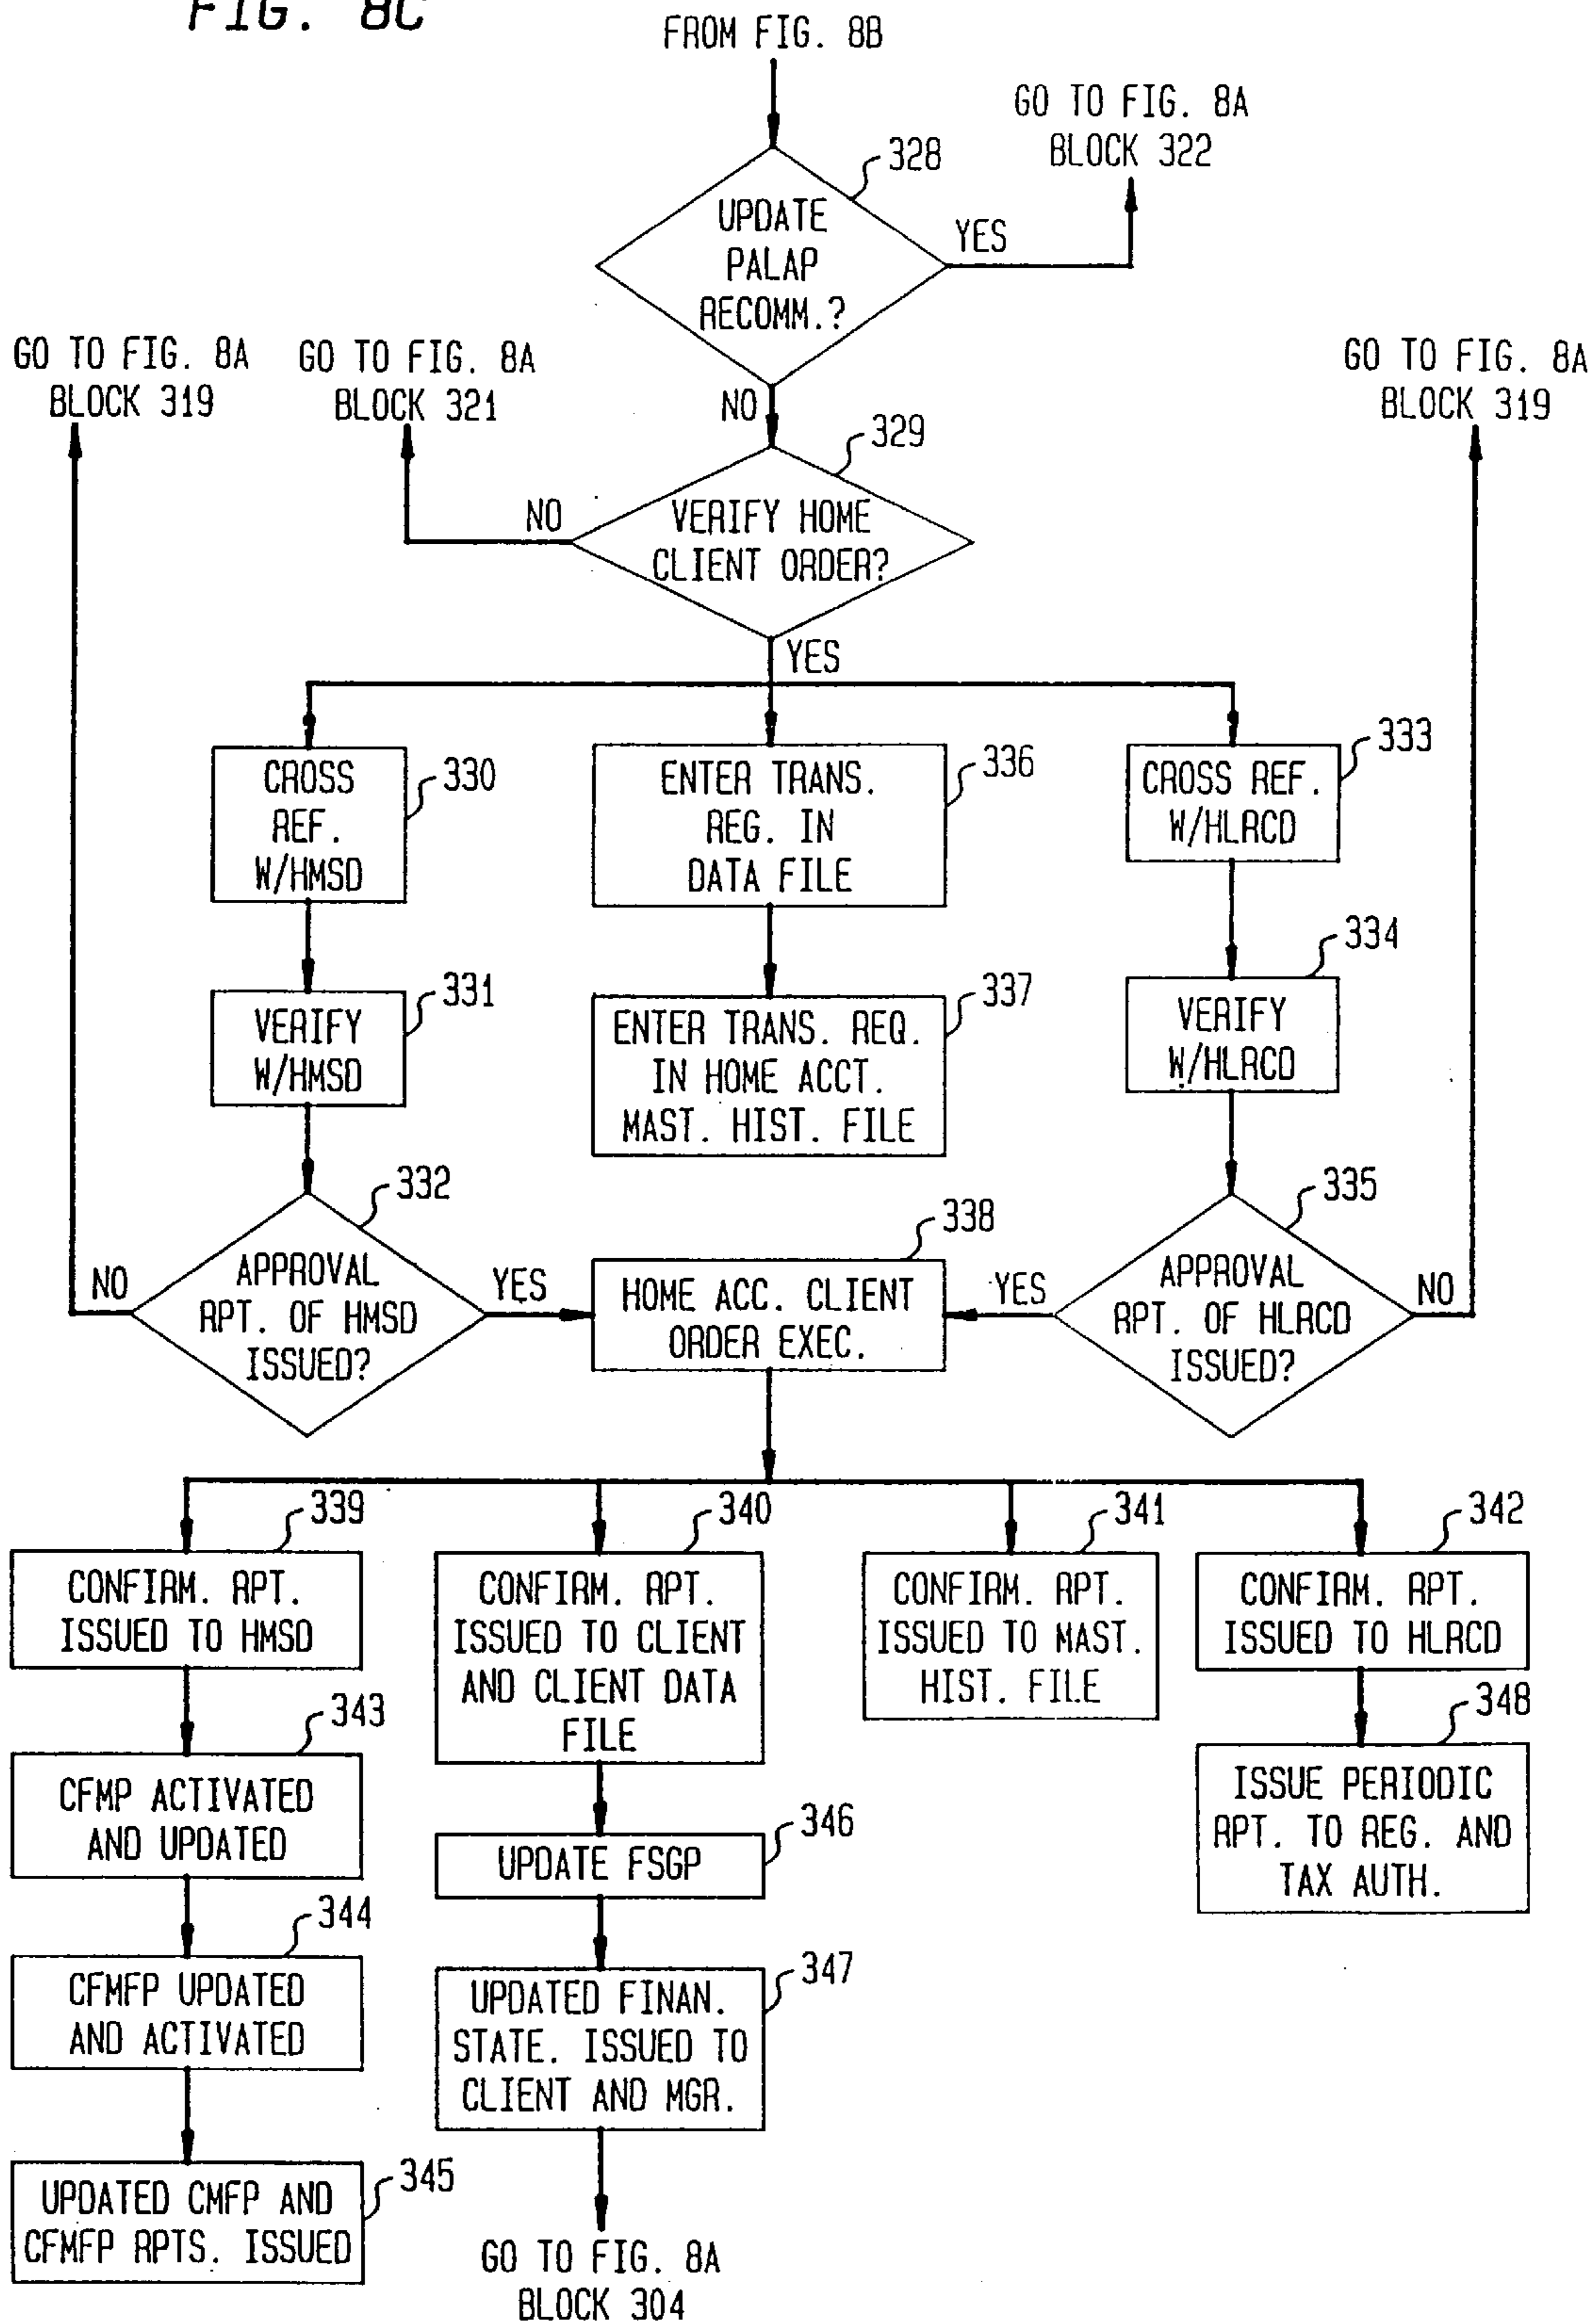 FIG. 8C
FROM FIG. 8B
GO TO FIG. 8A
BLOCK 322
328
UPDATE
PALAP
RECOMM.?
YES
GO TO FIG. 8A
BLOCK 319
GO TO FIG. 8A
BLOCK 321
GO TO FIG. 8A
BLOCK 319
NO
329
VERIFY HOME
CLIENT ORDER?
NO
YES
330
CROSS
REF.
W/HMSD
336
ENTER TRANS.
REG. IN
DATA FILE
333
CROSS REF.
W/HLRCD
331
VERIFY
W/HMSD
337
ENTER TRANS. REQ.
IN HOME ACCT.
MAST. HIST. FILE
334
VERIFY
W/HLRCD
332
APPROVAL
RPT. OF HMSD
ISSUED?
NO
YES
338
HOME ACC. CLIENT
ORDER EXEC.
335
APPROVAL
RPT. OF HLRCD
ISSUED?
YES
NO
339
CONFIRM. RPT.
ISSUED TO HMSD
340
CONFIRM. RPT.
ISSUED TO CLIENT
AND CLIENT DATA
FILE
341
CONFIRM. RPT.
ISSUED TO MAST.
HIST. FILE
342
CONFIRM. RPT.
ISSUED TO HLRCD
343
CFMP ACTIVATED
AND UPDATED
346
UPDATE FSGP
348
ISSUE PERIODIC
RPT. TO REG. AND
TAX AUTH.
344
CFMFP UPDATED
AND ACTIVATED
347
UPDATED FINAN.
STATE. ISSUED TO
CLIENT AND MGR.
345
UPDATED CMFP AND
CFMFP RPTS. ISSUED
GO TO FIG. 8A
BLOCK 304